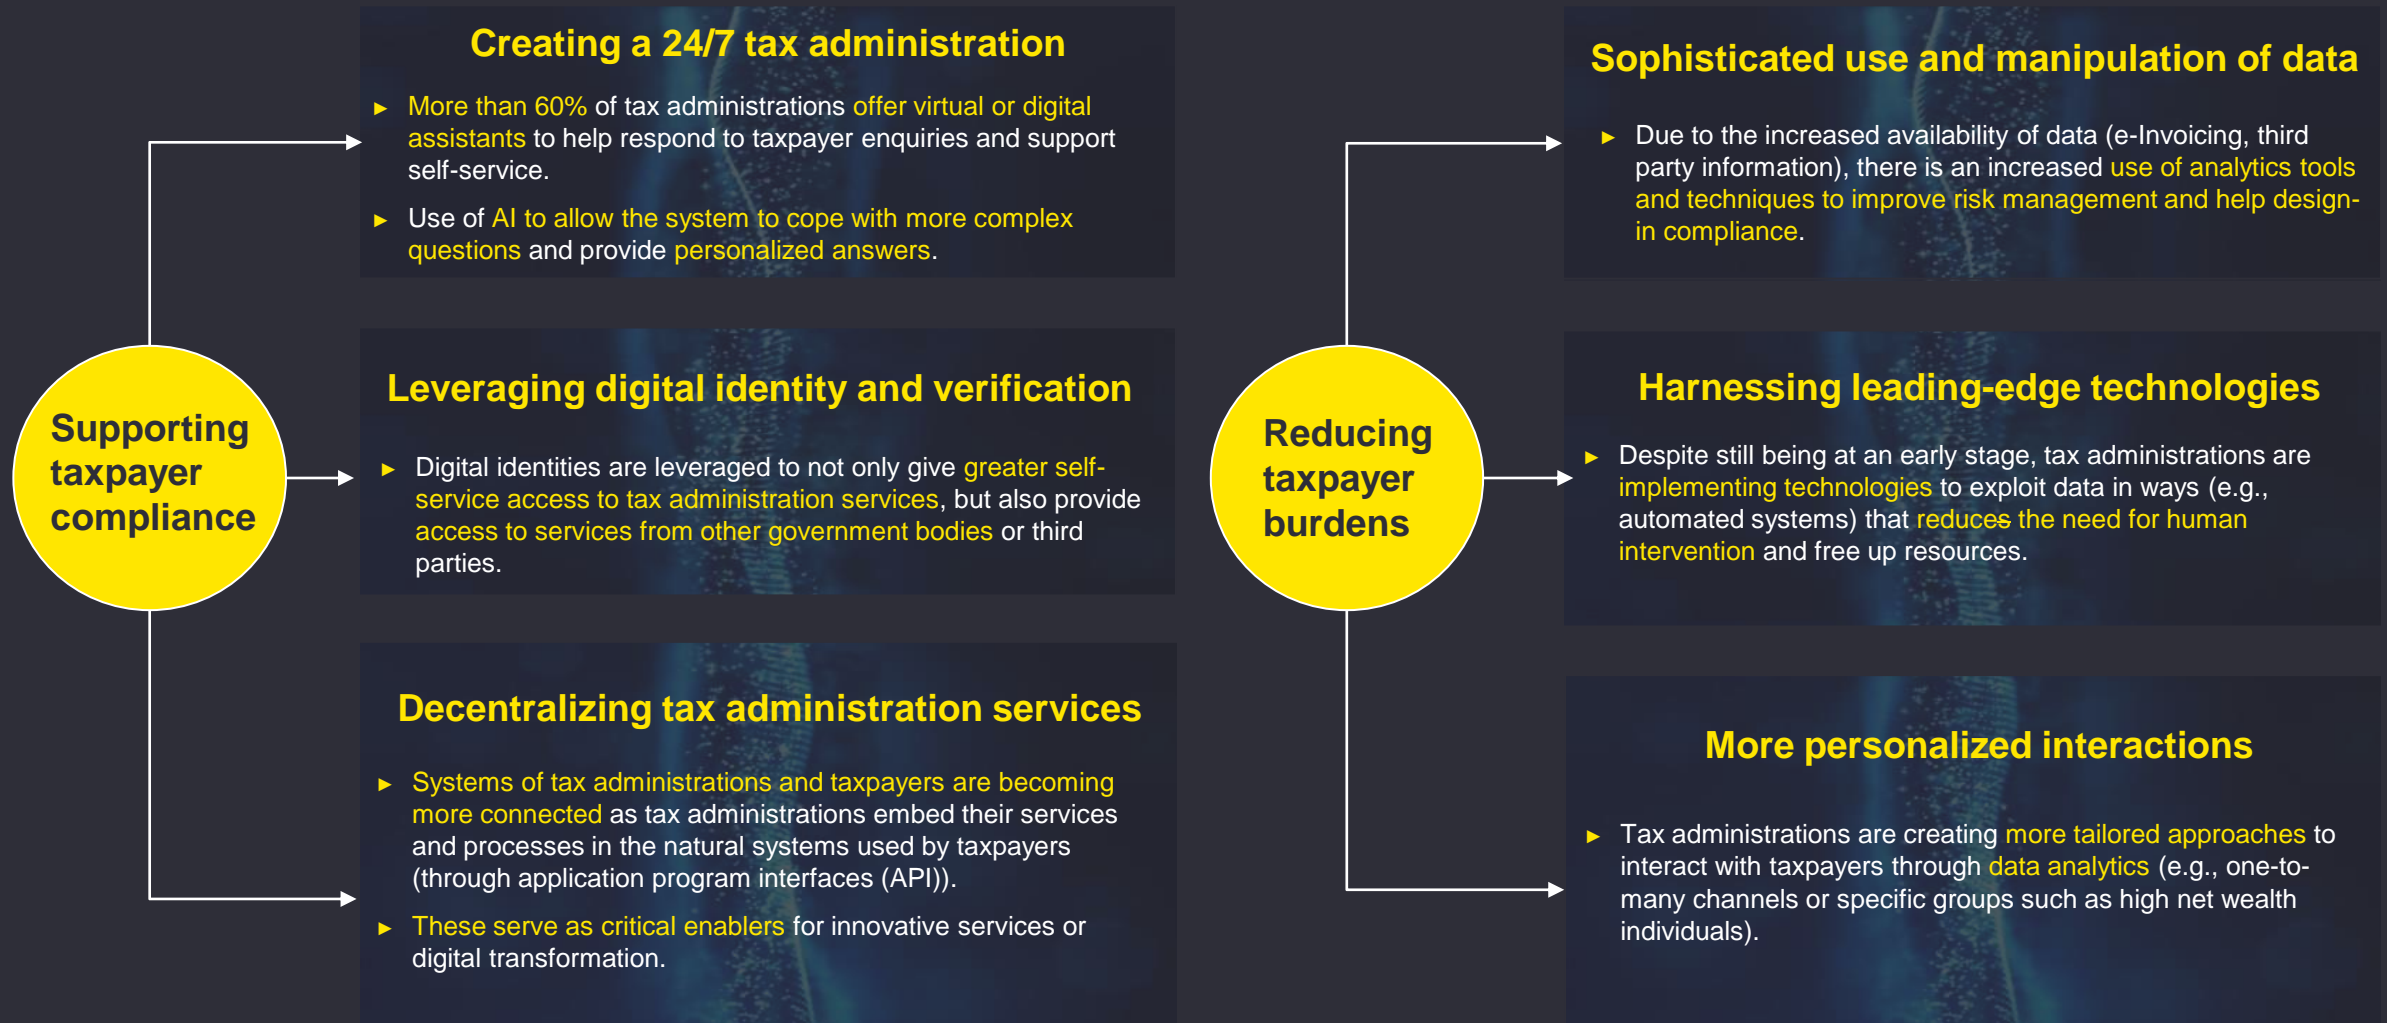 Supporting
taxpayer
compliance
Creating a 24/7 tax administration
► More than 60% of tax administrations offer virtual or digital
assistants to help respond to taxpayer enquiries and support
self-service.
► Use of AI to allow the system to cope with more complex
questions and provide personalized answers.
Leveraging digital identity and verification
► Digital identities are leveraged to not only give greater self-
service access to tax administration services, but also provide
access to services from other government bodies or third
parties.
Decentralizing tax administration services
► Systems of tax administrations and taxpayers are becoming
more connected as tax administrations embed their services
and processes in the natural systems used by taxpayers
(through application program interfaces (API)).
► These serve as critical enablers for innovative services or
digital transformation.
Reducing
taxpayer
burdens
Sophisticated use and manipulation of data
► Due to the increased availability of data (e-Invoicing, third
party information), there is an increased use of analytics tools
and techniques to improve risk management and help design-
in compliance.
Harnessing leading-edge technologies
► Despite still being at an early stage, tax administrations are
implementing technologies to exploit data in ways (e.g.,
automated systems) that reduces the need for human
intervention and free up resources.
More personalized interactions
► Tax administrations are creating more tailored approaches to
interact with taxpayers through data analytics (e.g., one-to-
many channels or specific groups such as high net wealth
individuals).